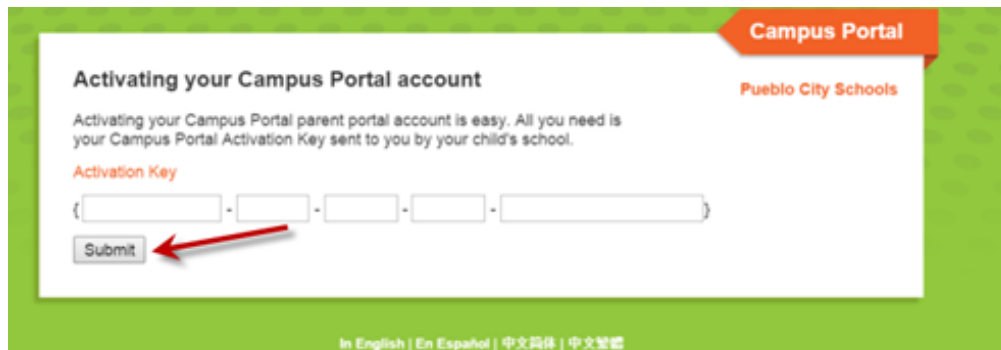 Campus Portal
Pueblo City Schools
Activating your Campus Portal account
Activating your Campus Portal parent portal account is easy. All you need is
your Campus Portal Activation Key sent to you by your child's school.
Activation Key
{ - - - - }
Submit
In English | En Español | 中文简体 | 中文繁體